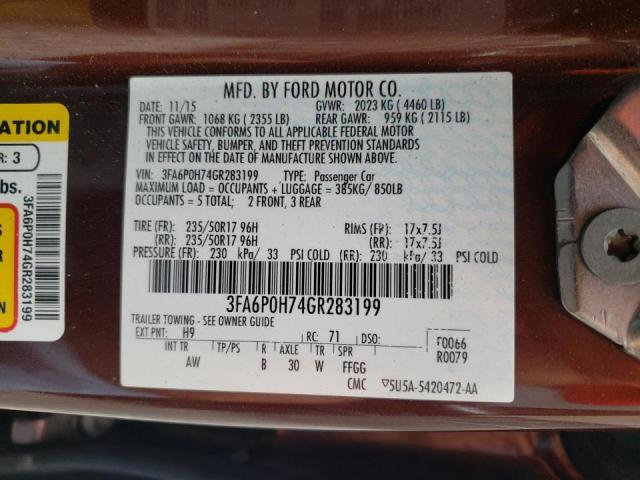 MFD. BY FORD MOTOR CO.
DATE: 11/15 GVWR: 2023 KG ( 4460 LB)
FRONT GAWR: 1068 KG ( 2355 LB) REAR GAWR: 959 KG ( 2115 LB)
THIS VEHICLE CONFORMS TO ALL APPLICABLE FEDERAL MOTOR
VEHICLE SAFETY, BUMPER, AND THEFT PREVENTION STANDARDS
IN EFFECT ON THE DATE OF MANUFACTURE SHOWN ABOVE.
VIN: 3FA6P0H74GR283199 TYPE: Passenger Car
MAXIMUM LOAD = OCCUPANTS + LUGGAGE = 385KG/ 850LB
OCCUPANTS = 5 TOTAL; 2 FRONT, 3 REAR
TIRE (FR): 235/50R17 96H RIMS (FR): 17x7.5J
(RR): 235/50R17 96H (RR): 17x7.5J
PRESSURE (FR): 230 kPa/ 33 PSI COLD (RR): 230 kPa/ 33 PSI COLD
3FA6P0H74GR283199
TRAILER TOWING - SEE OWNER GUIDE
EXT PNT: H9 RC: 71 DSO: F0066
R0079
INT TR TP/PS R AXLE TR SPR
AW B 30 W FFGG
CMC ▽5U5A-5420472-AA
ATION
R: 3
bs.
3FA6P0H74GR283199